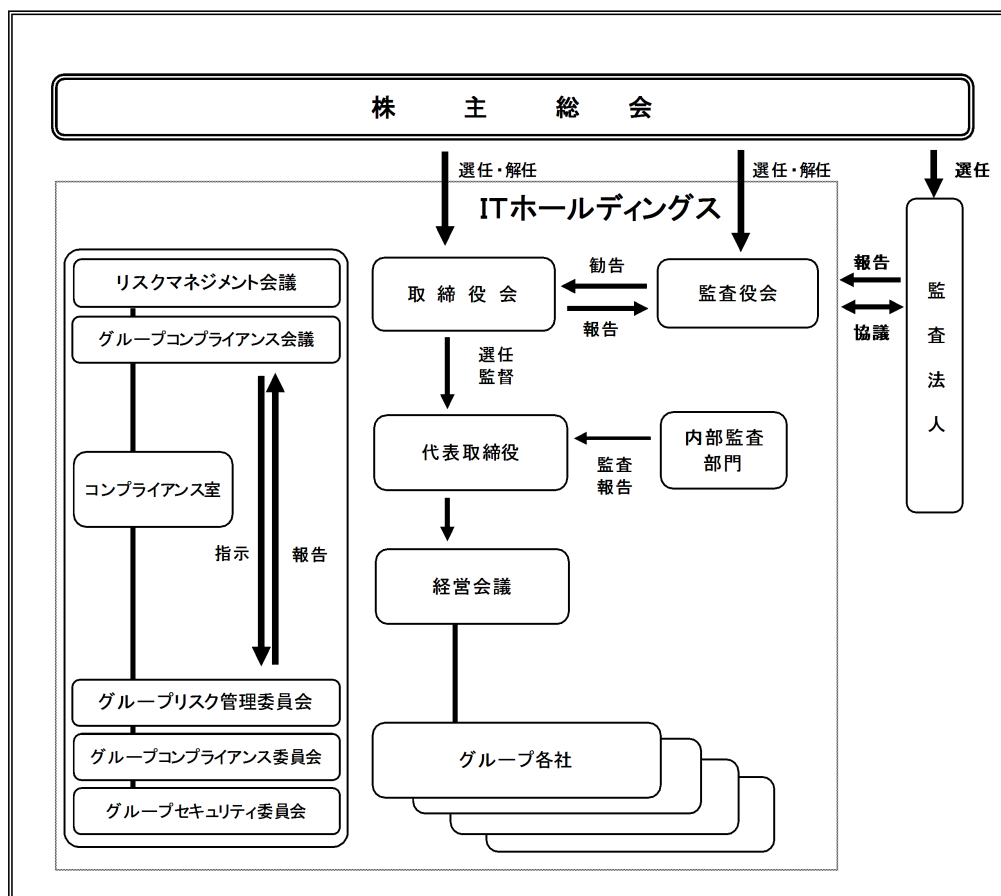 株主総会
選任・解任
選任・解任
選任
ITホールディングス
リスクマネジメント会議
グループコンプライアンス会議
コンプライアンス室
指示
報告
グループリスク管理委員会
グループコンプライアンス委員会
グループセキュリティ委員会
取締役会
勧告
報告
監査役会
報告
協議
監査法人
選任
監督
代表取締役
監査
報告
内部監査
部門
経営会議
グループ各社